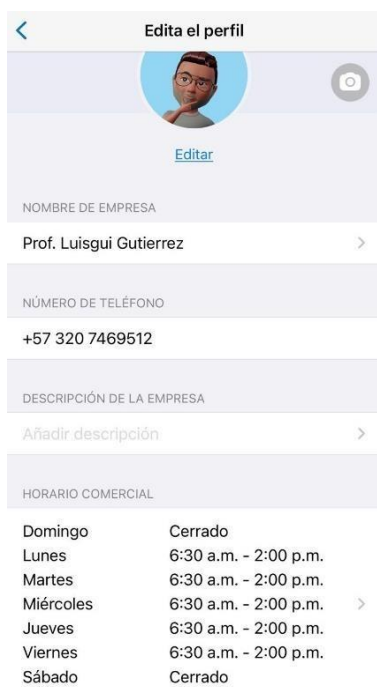 Edita el perfil
Editar
NOMBRE DE EMPRESA
Prof. Luisgui Gutierrez
NÚMERO DE TELÉFONO
+57 320 7469512
DESCRIPCIÓN DE LA EMPRESA
Añadir descripción
HORARIO COMERCIAL
Domingo Cerrado
Lunes 6:30 a.m. - 2:00 p.m.
Martes 6:30 a.m. - 2:00 p.m.
Miércoles 6:30 a.m. - 2:00 p.m.
Jueves 6:30 a.m. - 2:00 p.m.
Viernes 6:30 a.m. - 2:00 p.m.
Sábado Cerrado